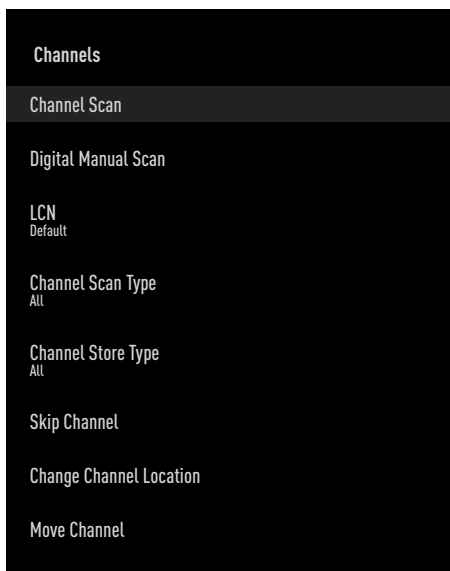 Channels
Channel Scan
Digital Manual Scan
LCN
Default
Channel Scan Type
All
Channel Store Type
All
Skip Channel
Change Channel Location
Move Channel